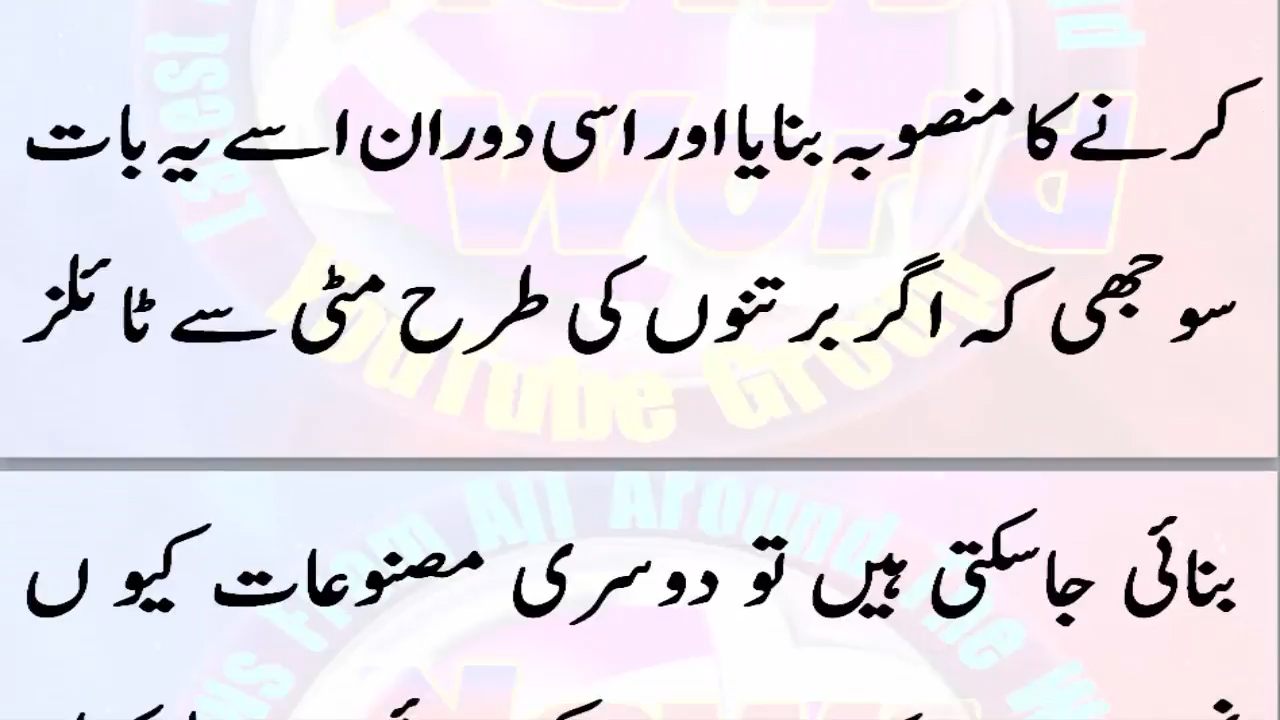 کرنے کا منصوبہ بنایا اور اسی دوران اسے یہ بات
سوجھی کہ اگر برتنوں کی طرح مٹی سے ٹائلز
بنائی جاسکتی ہیں تو دوسری مصنوعات کیو ں